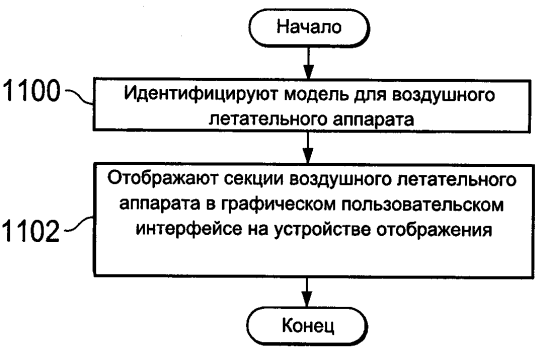 Начало
1100
Идентифицируют модель для воздушного
летательного аппарата
Отображают секции воздушного летательного
аппарата в графическом пользовательском
интерфейсе на устройстве отображения
1102
Конец